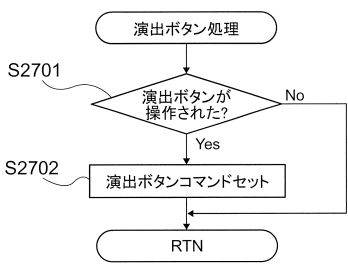 演出ボタン処理
S2701
演出ボタンが
操作された?
No
Yes
S2702
演出ボタンコマンドセット
RTN